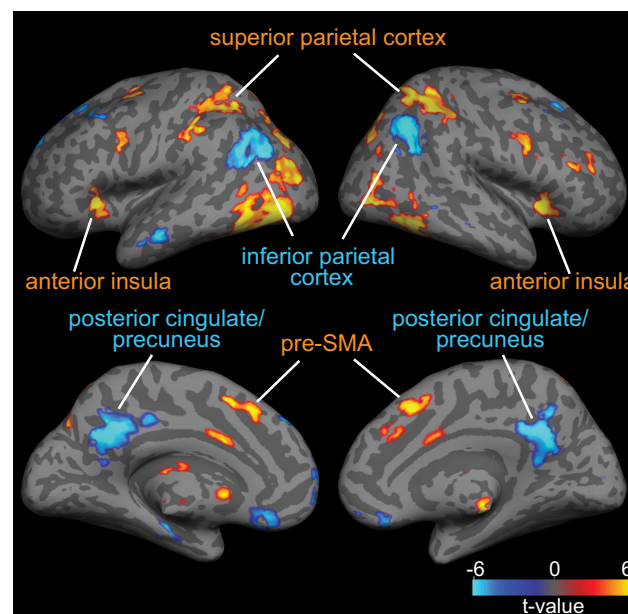 superior parietal cortex
anterior insula
inferior parietal
cortex
anterior insula
posterior cingulate/
precuneus
pre-SMA
posterior cingulate/
precuneus
-6 0 6
t-value